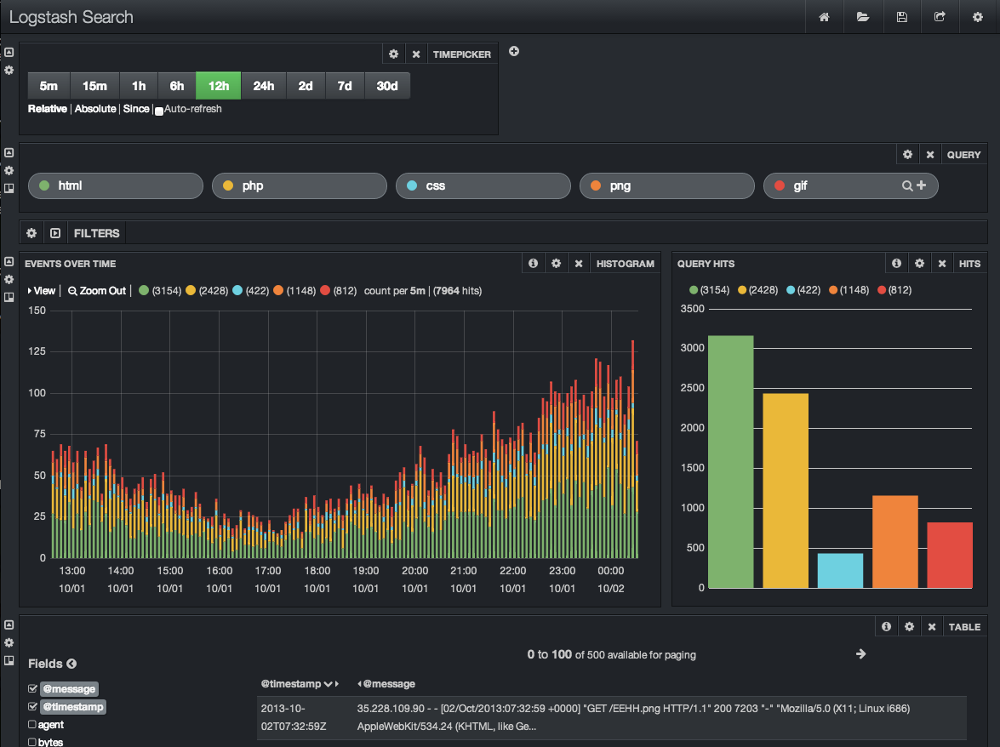 Logstash Search
TIMEPICKER
5m 15m 1h 6h 12h 24h 2d 7d 30d
Relative | Absolute | Since | Auto-refresh
QUERY
html php css png gif
FILTERS
EVENTS OVER TIME HISTOGRAM
View | Zoom Out | (3154) (2428) (422) (1148) (812) count per 5m | (7964 hits)
150
125
100
75
50
25
0
13:00 14:00 15:00 16:00 17:00 18:00 19:00 20:00 21:00 22:00 23:00 00:00
10/01 10/01 10/01 10/01 10/01 10/01 10/01 10/01 10/01 10/01 10/01 10/02
QUERY HITS HITS
(3154) (2428) (422) (1148) (812)
3500
3000
2500
2000
1500
1000
500
0
TABLE
0 to 100 of 500 available for paging
Fields
@message
@timestamp
agent
bytes
@timestamp @message
2013-10- 35.228.109.90 - - [02/Oct/2013:07:32:59 +0000] "GET /EEHH.png HTTP/1.1" 200 7203 "-" "Mozilla/5.0 (X11; Linux i686)
02T07:32:59Z AppleWebKit/534.24 (KHTML, like Ge...